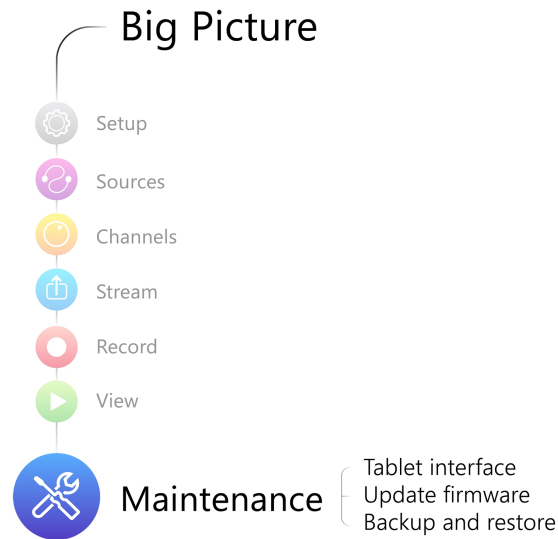 Big Picture
Setup
Sources
Channels
Stream
Record
View
Maintenance
Tablet interface
Update firmware
Backup and restore